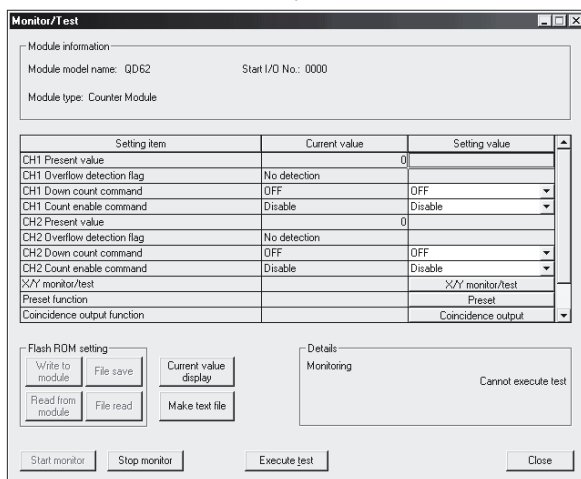 Monitor/Test
Module information
Module model name: QD62 Start I/O No.: 0000
Module type: Counter Module
Setting item Current value Setting value
CH1 Present value 0
CH1 Overflow detection flag No detection
CH1 Down count command OFF OFF
CH1 Count enable command Disable Disable
CH2 Present value 0
CH2 Overflow detection flag No detection
CH2 Down count command OFF OFF
CH2 Count enable command Disable Disable
X/Y monitor/test X/Y monitor/test
Preset function Preset
Coincidence output function Coincidence output
Flash ROM setting
Write to module
File save
Current value display
Read from module
File read
Make text file
Details
Monitoring
Cannot execute test
Start monitor Stop monitor Execute test Close